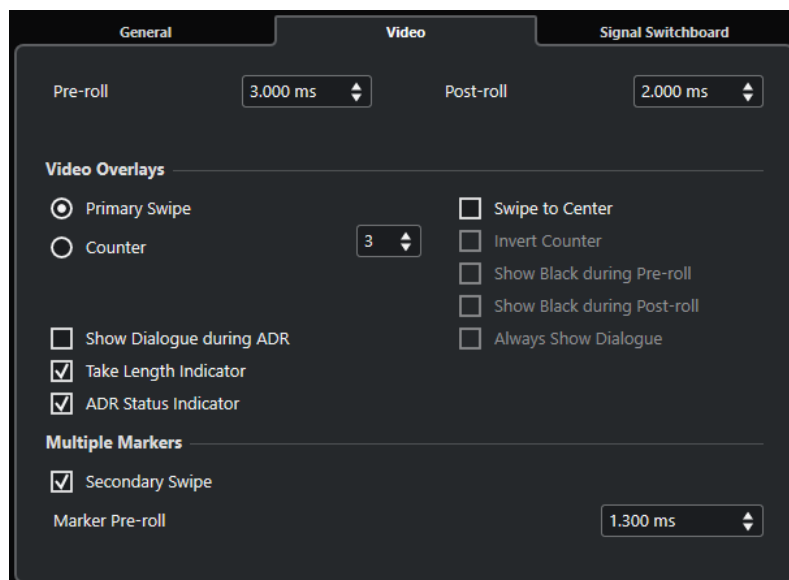 General Video Signal Switchboard
Pre-roll 3.000 ms Post-roll 2.000 ms
Video Overlays
Primary Swipe Swipe to Center
Counter 3 Invert Counter
Show Black during Pre-roll
Show Black during Post-roll
Show Dialogue during ADR Always Show Dialogue
Take Length Indicator
ADR Status Indicator
Multiple Markers
Secondary Swipe
Marker Pre-roll 1.300 ms